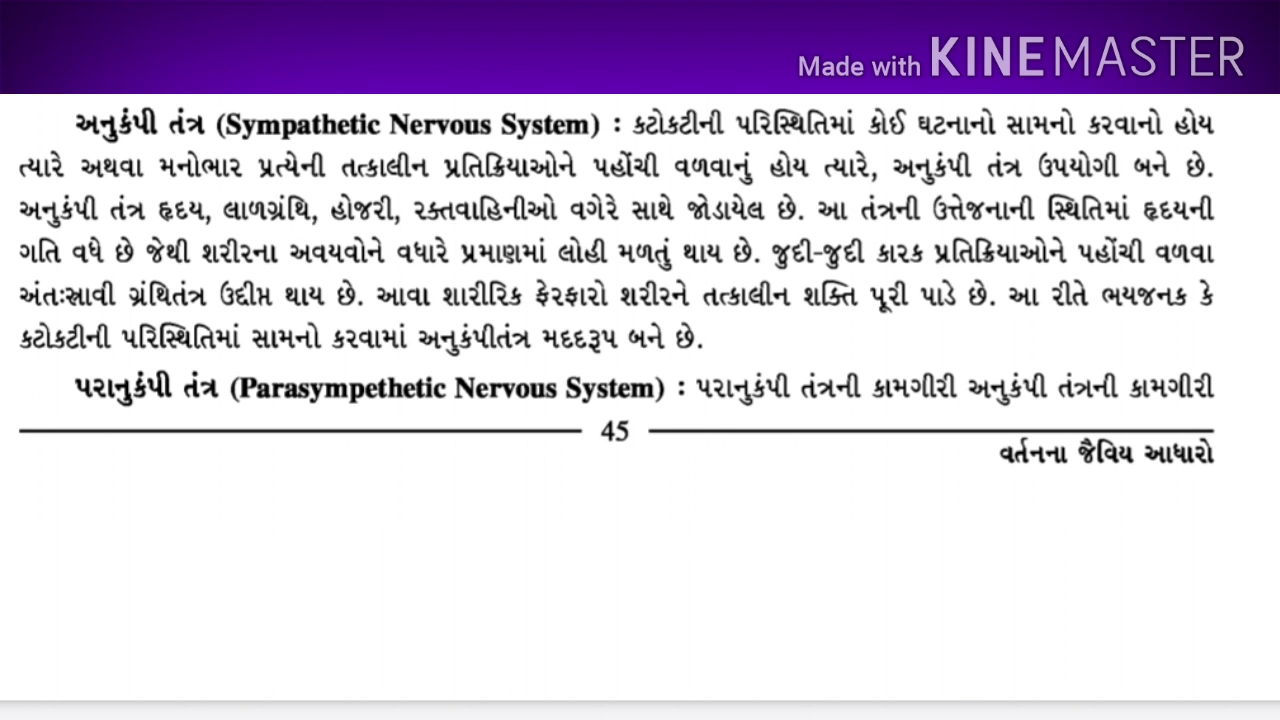 Made with KINEMASTER
અનુકંપી તંત્ર (Sympathetic Nervous System) : કટોકટીની પરિસ્થિતિમાં કોઈ ઘટનાનો સામનો કરવાનો હોય
ત્યારે અથવા મનોભાર પ્રત્યેની તત્કાલીન પ્રતિક્રિયાઓને પહોંચી વળવાનું હોય ત્યારે, અનુકંપી તંત્ર ઉપયોગી બને છે.
અનુકંપી તંત્ર હૃદય, લાળગ્રંથિ, હોજરી, રક્તવાહિનીઓ વગેરે સાથે જોડાયેલ છે. આ તંત્રની ઉત્તેજનાની સ્થિતિમાં હૃદયની
ગતિ વધે છે જેથી શરીરના અવયવોને વધારે પ્રમાણમાં લોહી મળતું થાય છે. જુદી-જુદી કારક પ્રતિક્રિયાઓને પહોંચી વળવા
અંતઃસ્રાવી ગ્રંથિતંત્ર ઉદ્દીપ્ત થાય છે. આવા શારીરિક ફેરફારો શરીરને તત્કાલીન શક્તિ પૂરી પાડે છે. આ રીતે ભયજનક કે
કટોકટીની પરિસ્થિતિમાં સામનો કરવામાં અનુકંપીતંત્ર મદદરૂપ બને છે.
પરાનુકંપી તંત્ર (Parasympethetic Nervous System) : પરાનુકંપી તંત્રની કામગીરી અનુકંપી તંત્રની કામગીરી
45
વર્તનના જૈવિય આધારો